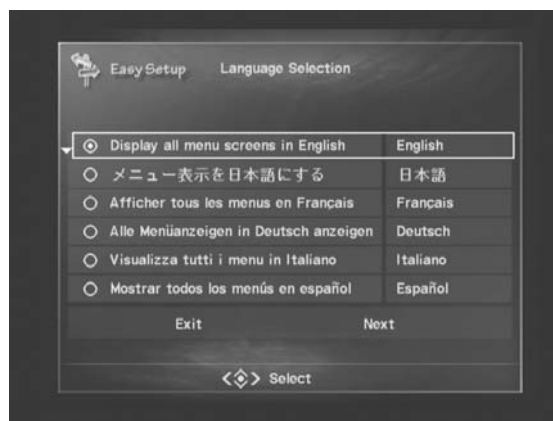 Easy Setup Language Selection
Display all menu screens in English English
メニュー表示を日本語にする 日本語
Afficher tous les menus en Français Français
Alle Menüanzeigen in Deutsch anzeigen Deutsch
Visualizza tutti i menu in Italiano Italiano
Mostrar todos los menús en español Español
Exit Next
Select